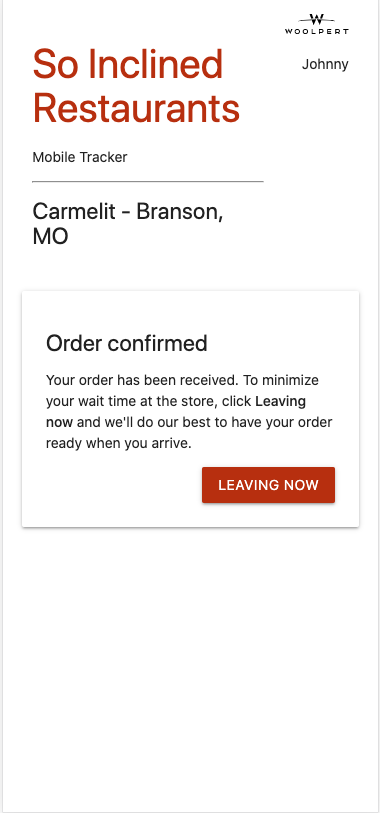 WOOLPERT
So Inclined
Restaurants
Johnny
Mobile Tracker
Carmelit - Branson,
MO
Order confirmed
Your order has been received. To minimize
your wait time at the store, click Leaving
now and we'll do our best to have your order
ready when you arrive.
LEAVING NOW